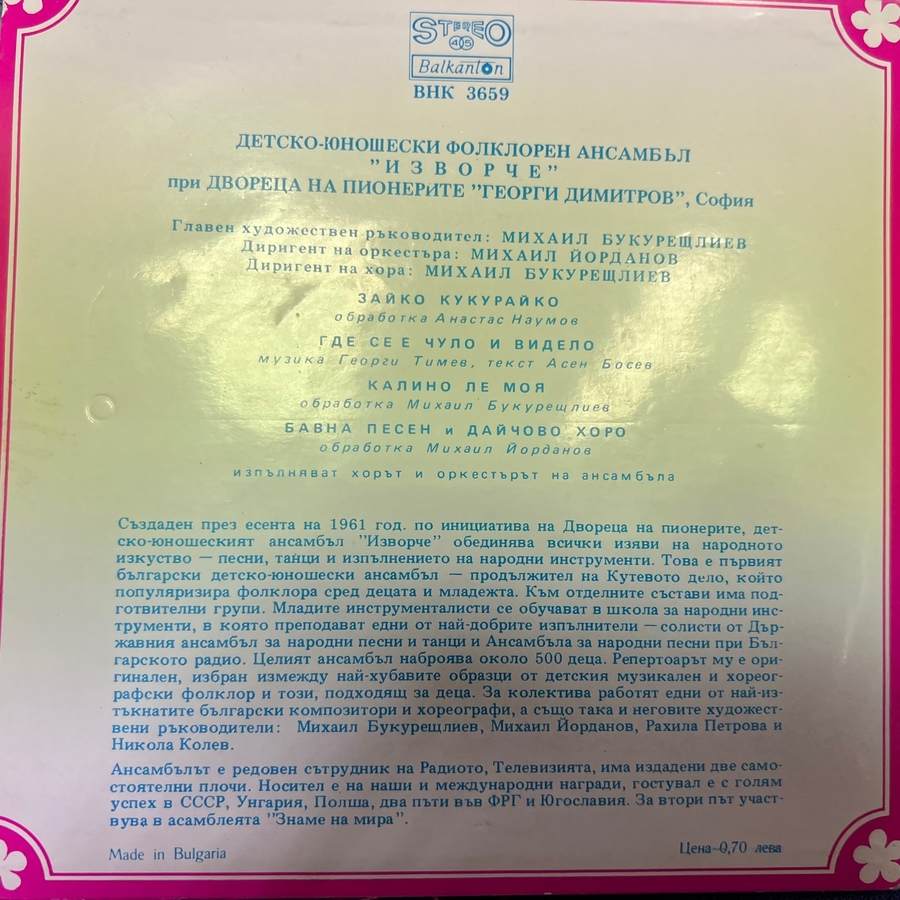 STEREO
45
Balkanton
ВНК 3659
ДЕТСКО-ЮНОШЕСКИ ФОЛКЛОРЕН АНСАМБЪЛ
"ИЗВОРЧЕ"
при ДВОРЕЦА НА ПИОНЕРИТЕ "ГЕОРГИ ДИМИТРОВ", София
Главен художествен ръководител: МИХАИЛ БУКУРЕЩЛИЕВ
Диригент на оркестъра: МИХАИЛ ЙОРДАНОВ
Диригент на хора: МИХАИЛ БУКУРЕЩЛИЕВ
ЗАЙКО КУКУРАЙКО
обработка Анастас Наумов
ГДЕ СЕ Е ЧУЛО И ВИДЕЛО
музика Георги Тимев, текст Асен Босев
КАЛИНО ЛЕ МОЯ
обработка Михаил Букурещлиев
БАВНА ПЕСЕН и ДАЙЧОВО ХОРО
обработка Михаил Йорданов
изпълняват хорът и оркестърът на ансамбъла
Създаден през есента на 1961 год. по инициатива на Двореца на пионерите, дет-
ско-юношеският ансамбъл "Изворче" обединява всички изяви на народното
изкуство — песни, танци и изпълнението на народни инструменти. Това е първият
български детско-юношески ансамбъл — продължител на Кутевото дело, който
популяризира фолклора сред децата и младежта. Към отделните състави има под-
готвителни групи. Младите инструменталисти се обучават в школа за народни инс-
трументи, в която преподават едни от най-добрите изпълнители — солисти от Дър-
жавния ансамбъл за народни песни и танци и Ансамбъла за народни песни при Бъл-
гарското радио. Целият ансамбъл наброява около 500 деца. Репертоарът му е ори-
гинален, избран измежду най-хубавите образци от детския музикален и хореог-
рафски фолклор и този, подходящ за деца. За колектива работят едни от най-из-
тъкнатите български композитори и хореографи, а също така и неговите художест-
вени ръководители: Михаил Букурещлиев, Михаил Йорданов, Рахила Петрова и
Никола Колев.
Ансамбълът е редовен сътрудник на Радиото, Телевизията, има издадени две само-
стоятелни плочи. Носител е на наши и международни награди, гостувал е с голям
успех в СССР, Унгария, Полша, два пъти във ФРГ и Югославия. За втори път участ-
вува в асамблеята "Знаме на мира".
Made in Bulgaria
Цена—0,70 лева